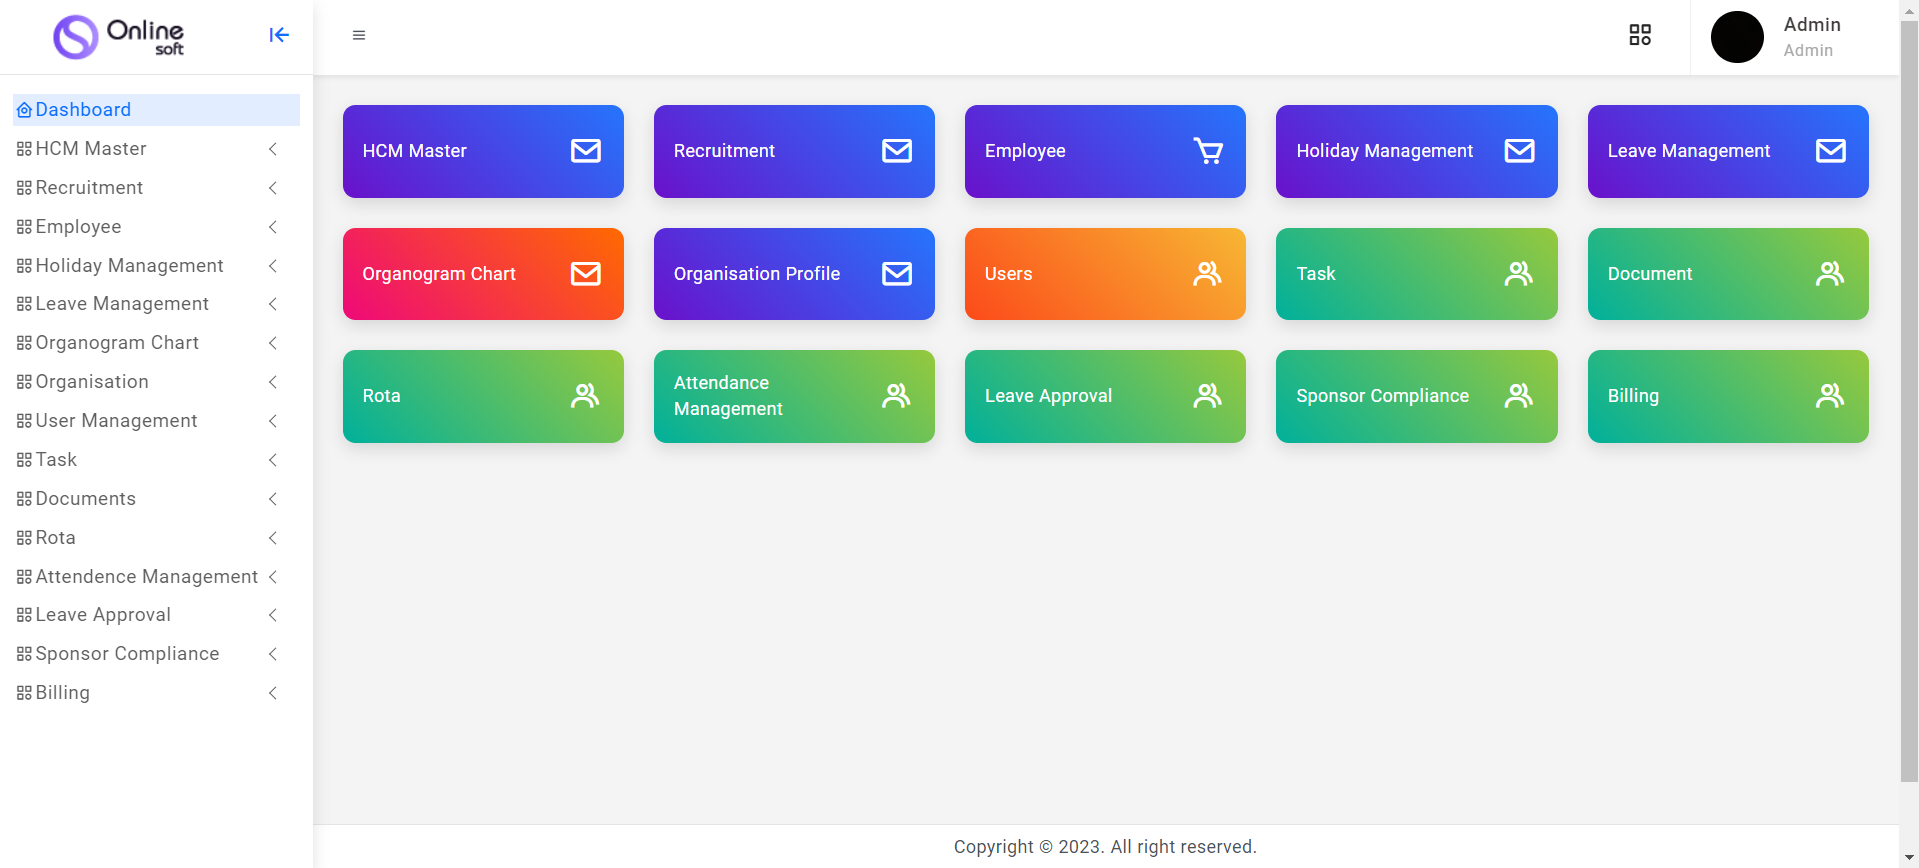 Online
soft
Admin
Admin
Dashboard
HCM Master
Recruitment
Employee
Holiday Management
Leave Management
Organogram Chart
Organisation
User Management
Task
Documents
Rota
Attendence Management
Leave Approval
Sponsor Compliance
Billing
HCM Master
Recruitment
Employee
Holiday Management
Leave Management
Organogram Chart
Organisation Profile
Users
Task
Document
Rota
Attendance
Management
Leave Approval
Sponsor Compliance
Billing
Copyright © 2023. All right reserved.